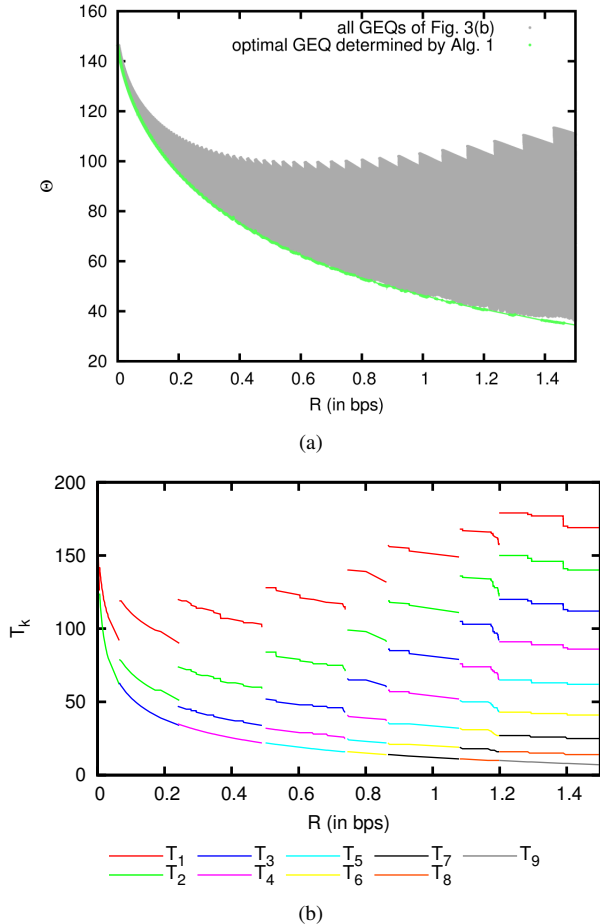 160
140
120
100
80
60
40
20
Θ
all GEQs of Fig. 3(b)
optimal GEQ determined by Alg. 1
0 0.2 0.4 0.6 0.8 1 1.2 1.4
R (in bps)
(a)
200
150
100
50
0
T_k
0 0.2 0.4 0.6 0.8 1 1.2 1.4
R (in bps)
T_1 T_3 T_5 T_7 T_9
T_2 T_4 T_6 T_8
(b)